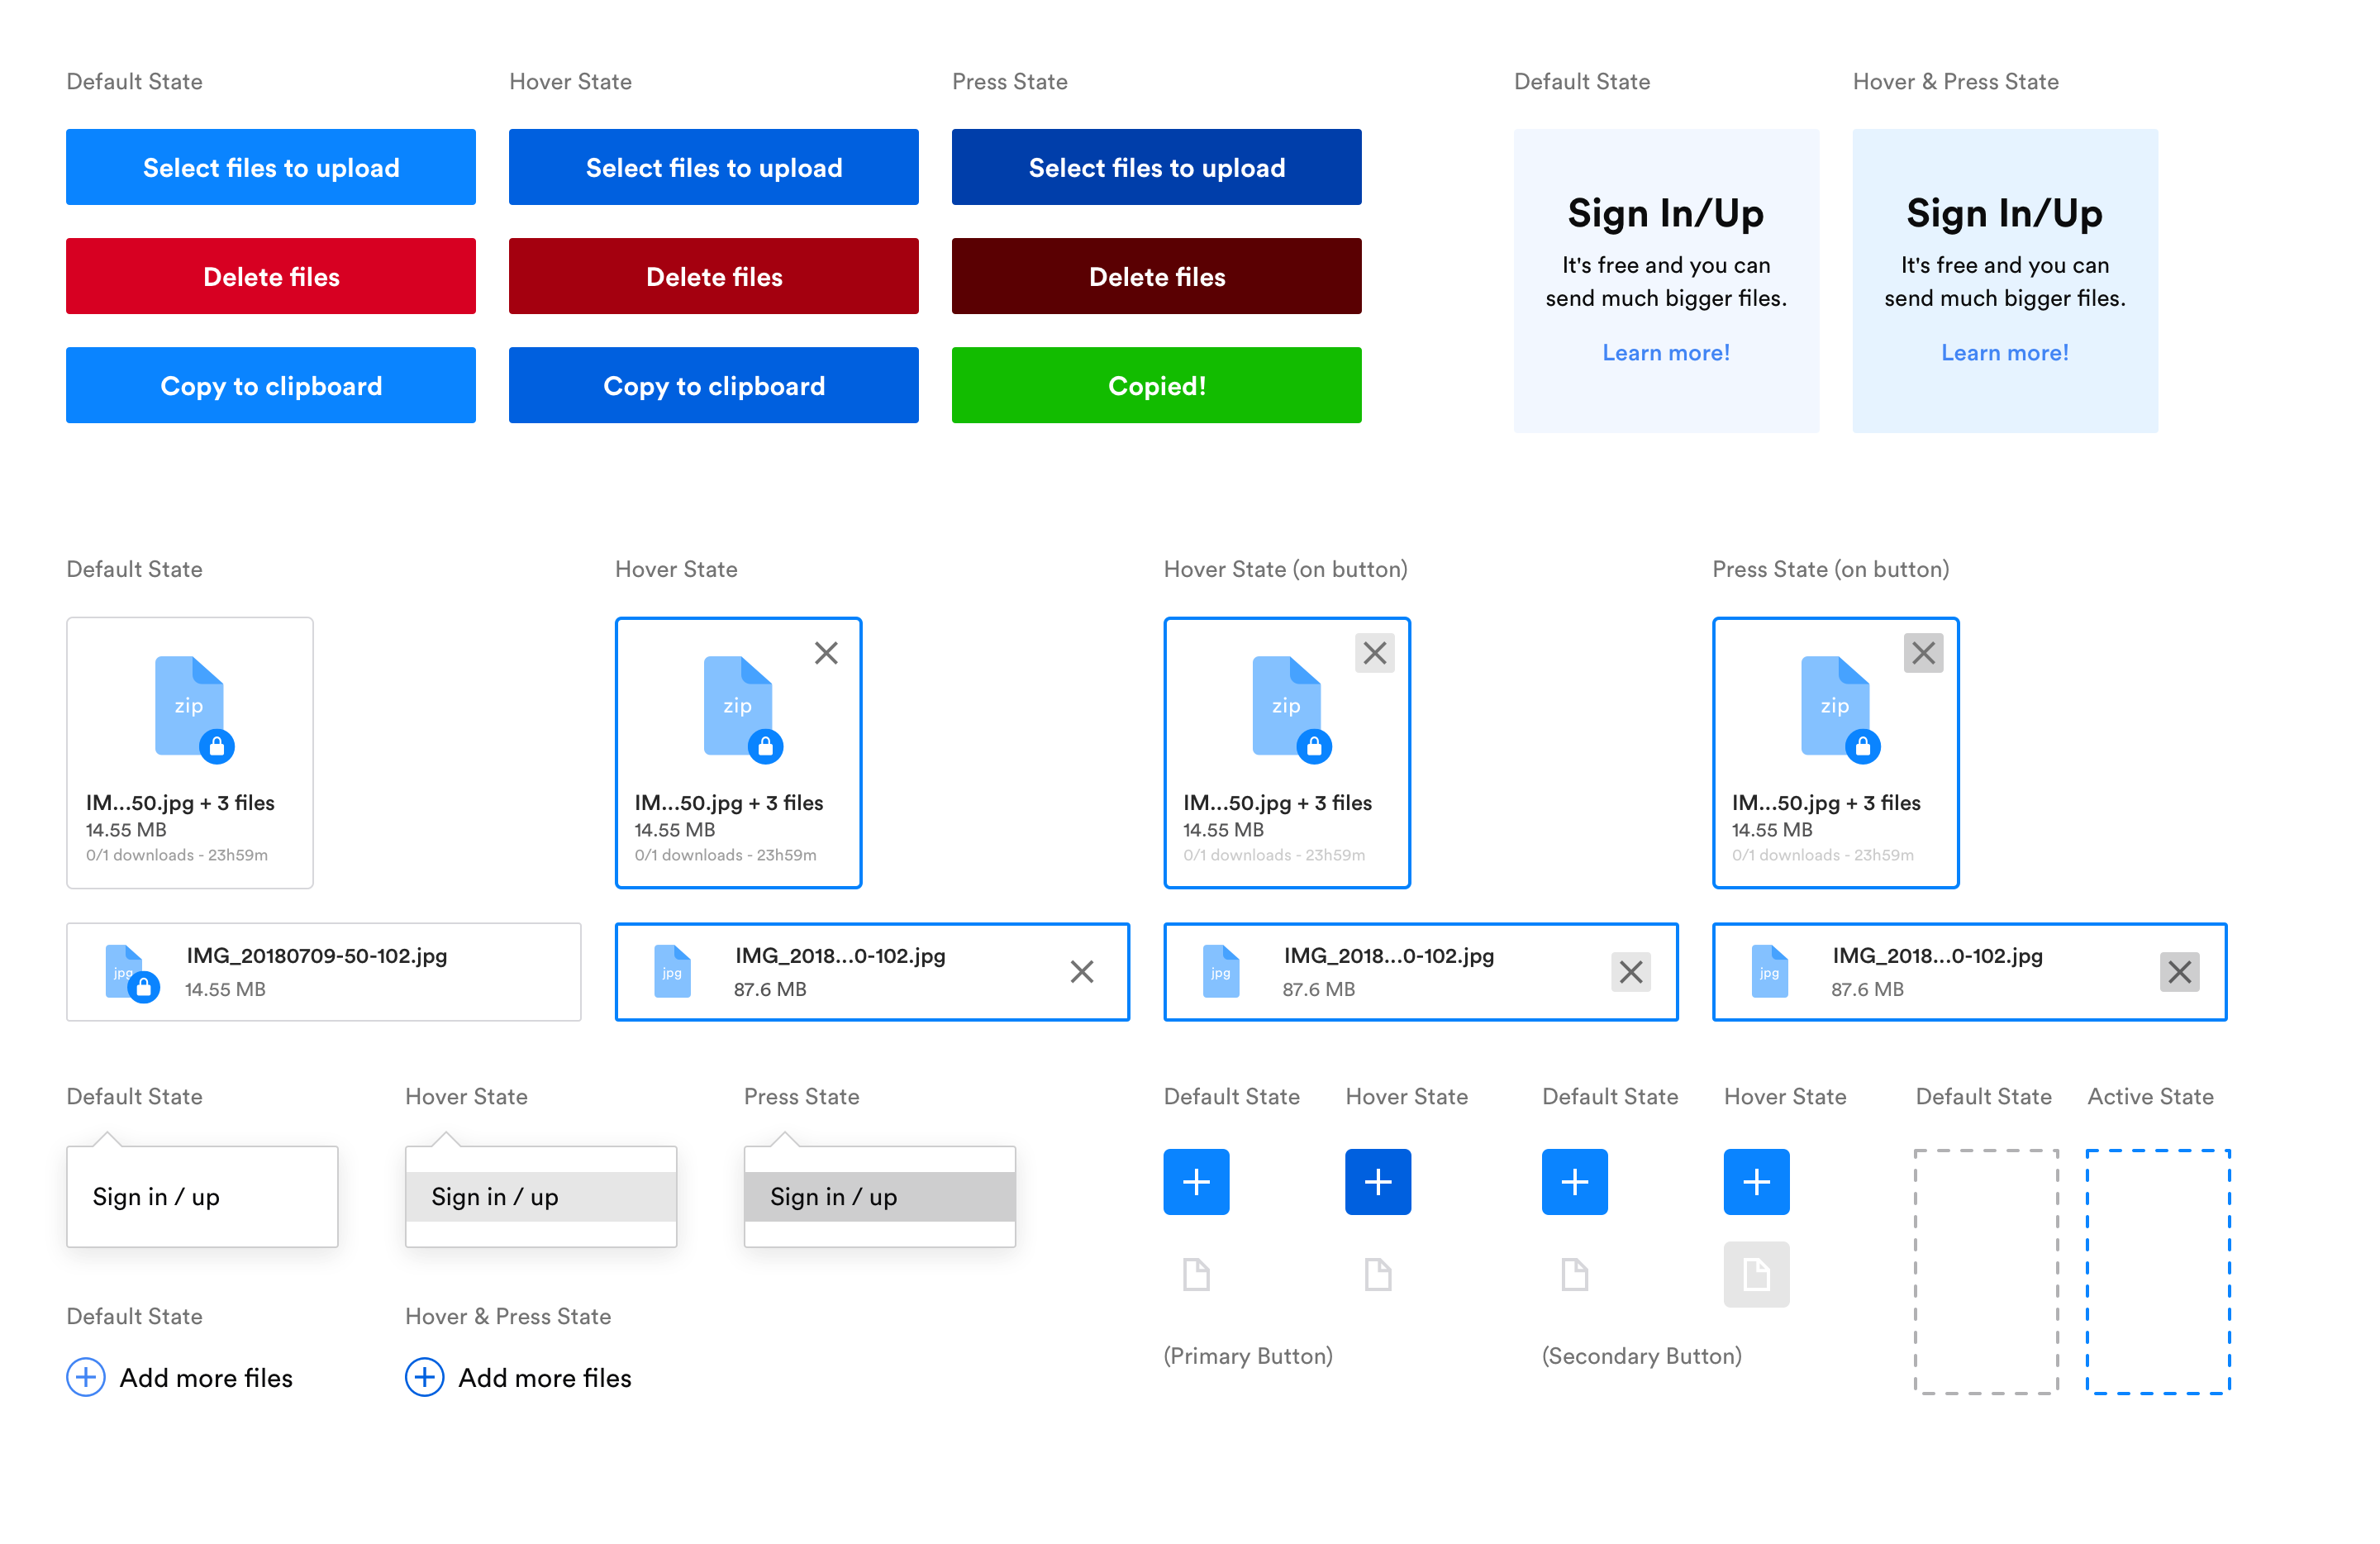 Default State
Hover State
Press State
Default State
Hover & Press State
Select files to upload
Select files to upload
Select files to upload
Delete files
Delete files
Delete files
Copy to clipboard
Copy to clipboard
Copied!
Sign In/Up
It's free and you can
send much bigger files.
Learn more!
Sign In/Up
It's free and you can
send much bigger files.
Learn more!
Default State
Hover State
Hover State (on button)
Press State (on button)
zip
IM...50.jpg + 3 files
14.55 MB
0/1 downloads - 23h59m
zip
IM...50.jpg + 3 files
14.55 MB
0/1 downloads - 23h59m
zip
IM...50.jpg + 3 files
14.55 MB
0/1 downloads - 23h59m
zip
IM...50.jpg + 3 files
14.55 MB
0/1 downloads - 23h59m
jpg
IMG_20180709-50-102.jpg
14.55 MB
jpg
IMG_2018...0-102.jpg
87.6 MB
jpg
IMG_2018...0-102.jpg
87.6 MB
jpg
IMG_2018...0-102.jpg
87.6 MB
Default State
Hover State
Press State
Sign in / up
Sign in / up
Sign in / up
Default State
Hover & Press State
Add more files
Add more files
Default State
Hover State
(Primary Button)
Default State
Hover State
(Secondary Button)
Default State
Active State